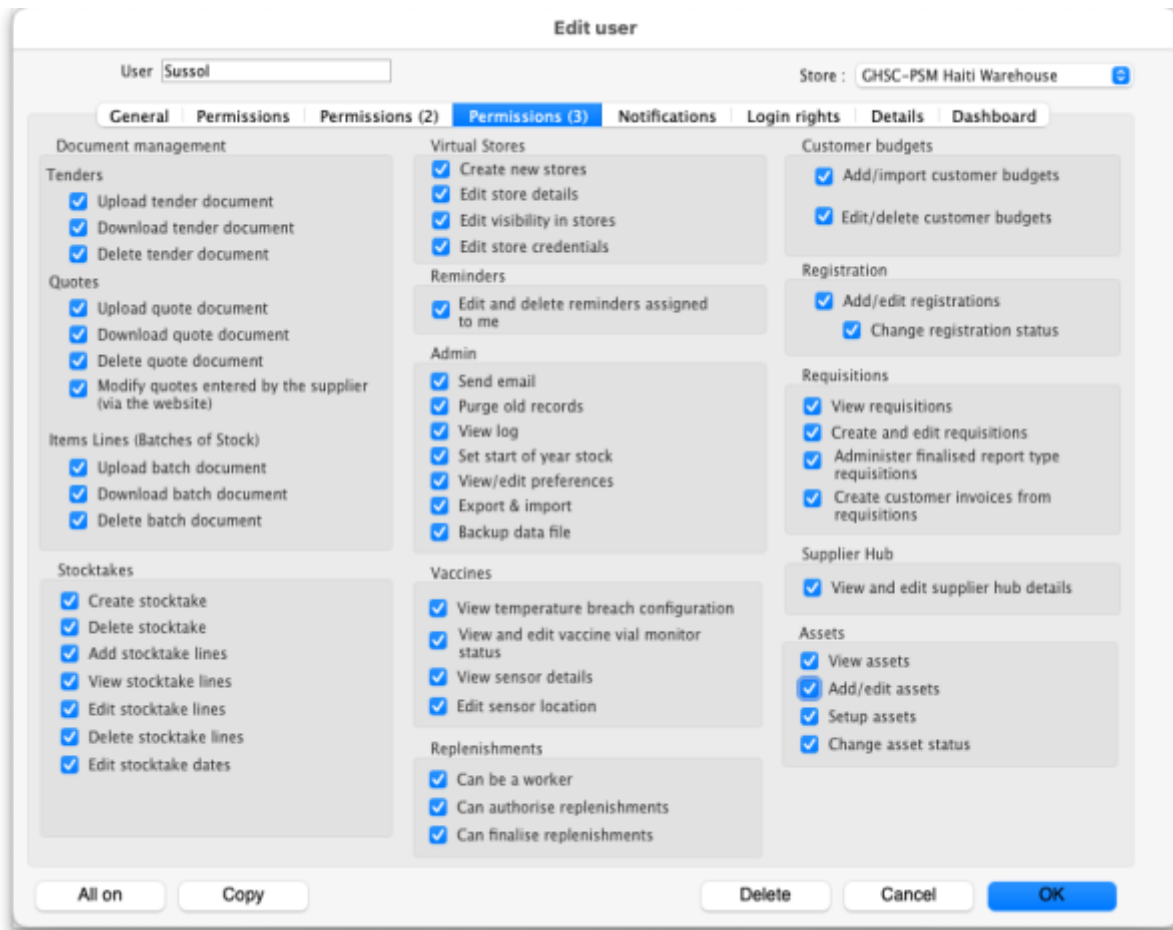 Edit user
User Sussol
Store : GHSC-PSM Haiti Warehouse
General Permissions Permissions (2) Permissions (3) Notifications Login rights Details Dashboard
Document management
Tenders
Upload tender document
Download tender document
Delete tender document
Quotes
Upload quote document
Download quote document
Delete quote document
Modify quotes entered by the supplier
(via the website)
Items Lines (Batches of Stock)
Upload batch document
Download batch document
Delete batch document
Stocktakes
Create stocktake
Delete stocktake
Add stocktake lines
View stocktake lines
Edit stocktake lines
Delete stocktake lines
Edit stocktake dates
Virtual Stores
Create new stores
Edit store details
Edit visibility in stores
Edit store credentials
Reminders
Edit and delete reminders assigned
to me
Admin
Send email
Purge old records
View log
Set start of year stock
View/edit preferences
Export & import
Backup data file
Vaccines
View temperature breach configuration
View and edit vaccine vial monitor
status
View sensor details
Edit sensor location
Replenishments
Can be a worker
Can authorise replenishments
Can finalise replenishments
Customer budgets
Add/import customer budgets
Edit/delete customer budgets
Registration
Add/edit registrations
Change registration status
Requisitions
View requisitions
Create and edit requisitions
Administer finalised report type
requisitions
Create customer invoices from
requisitions
Supplier Hub
View and edit supplier hub details
Assets
View assets
Add/edit assets
Setup assets
Change asset status
All on Copy Delete Cancel OK